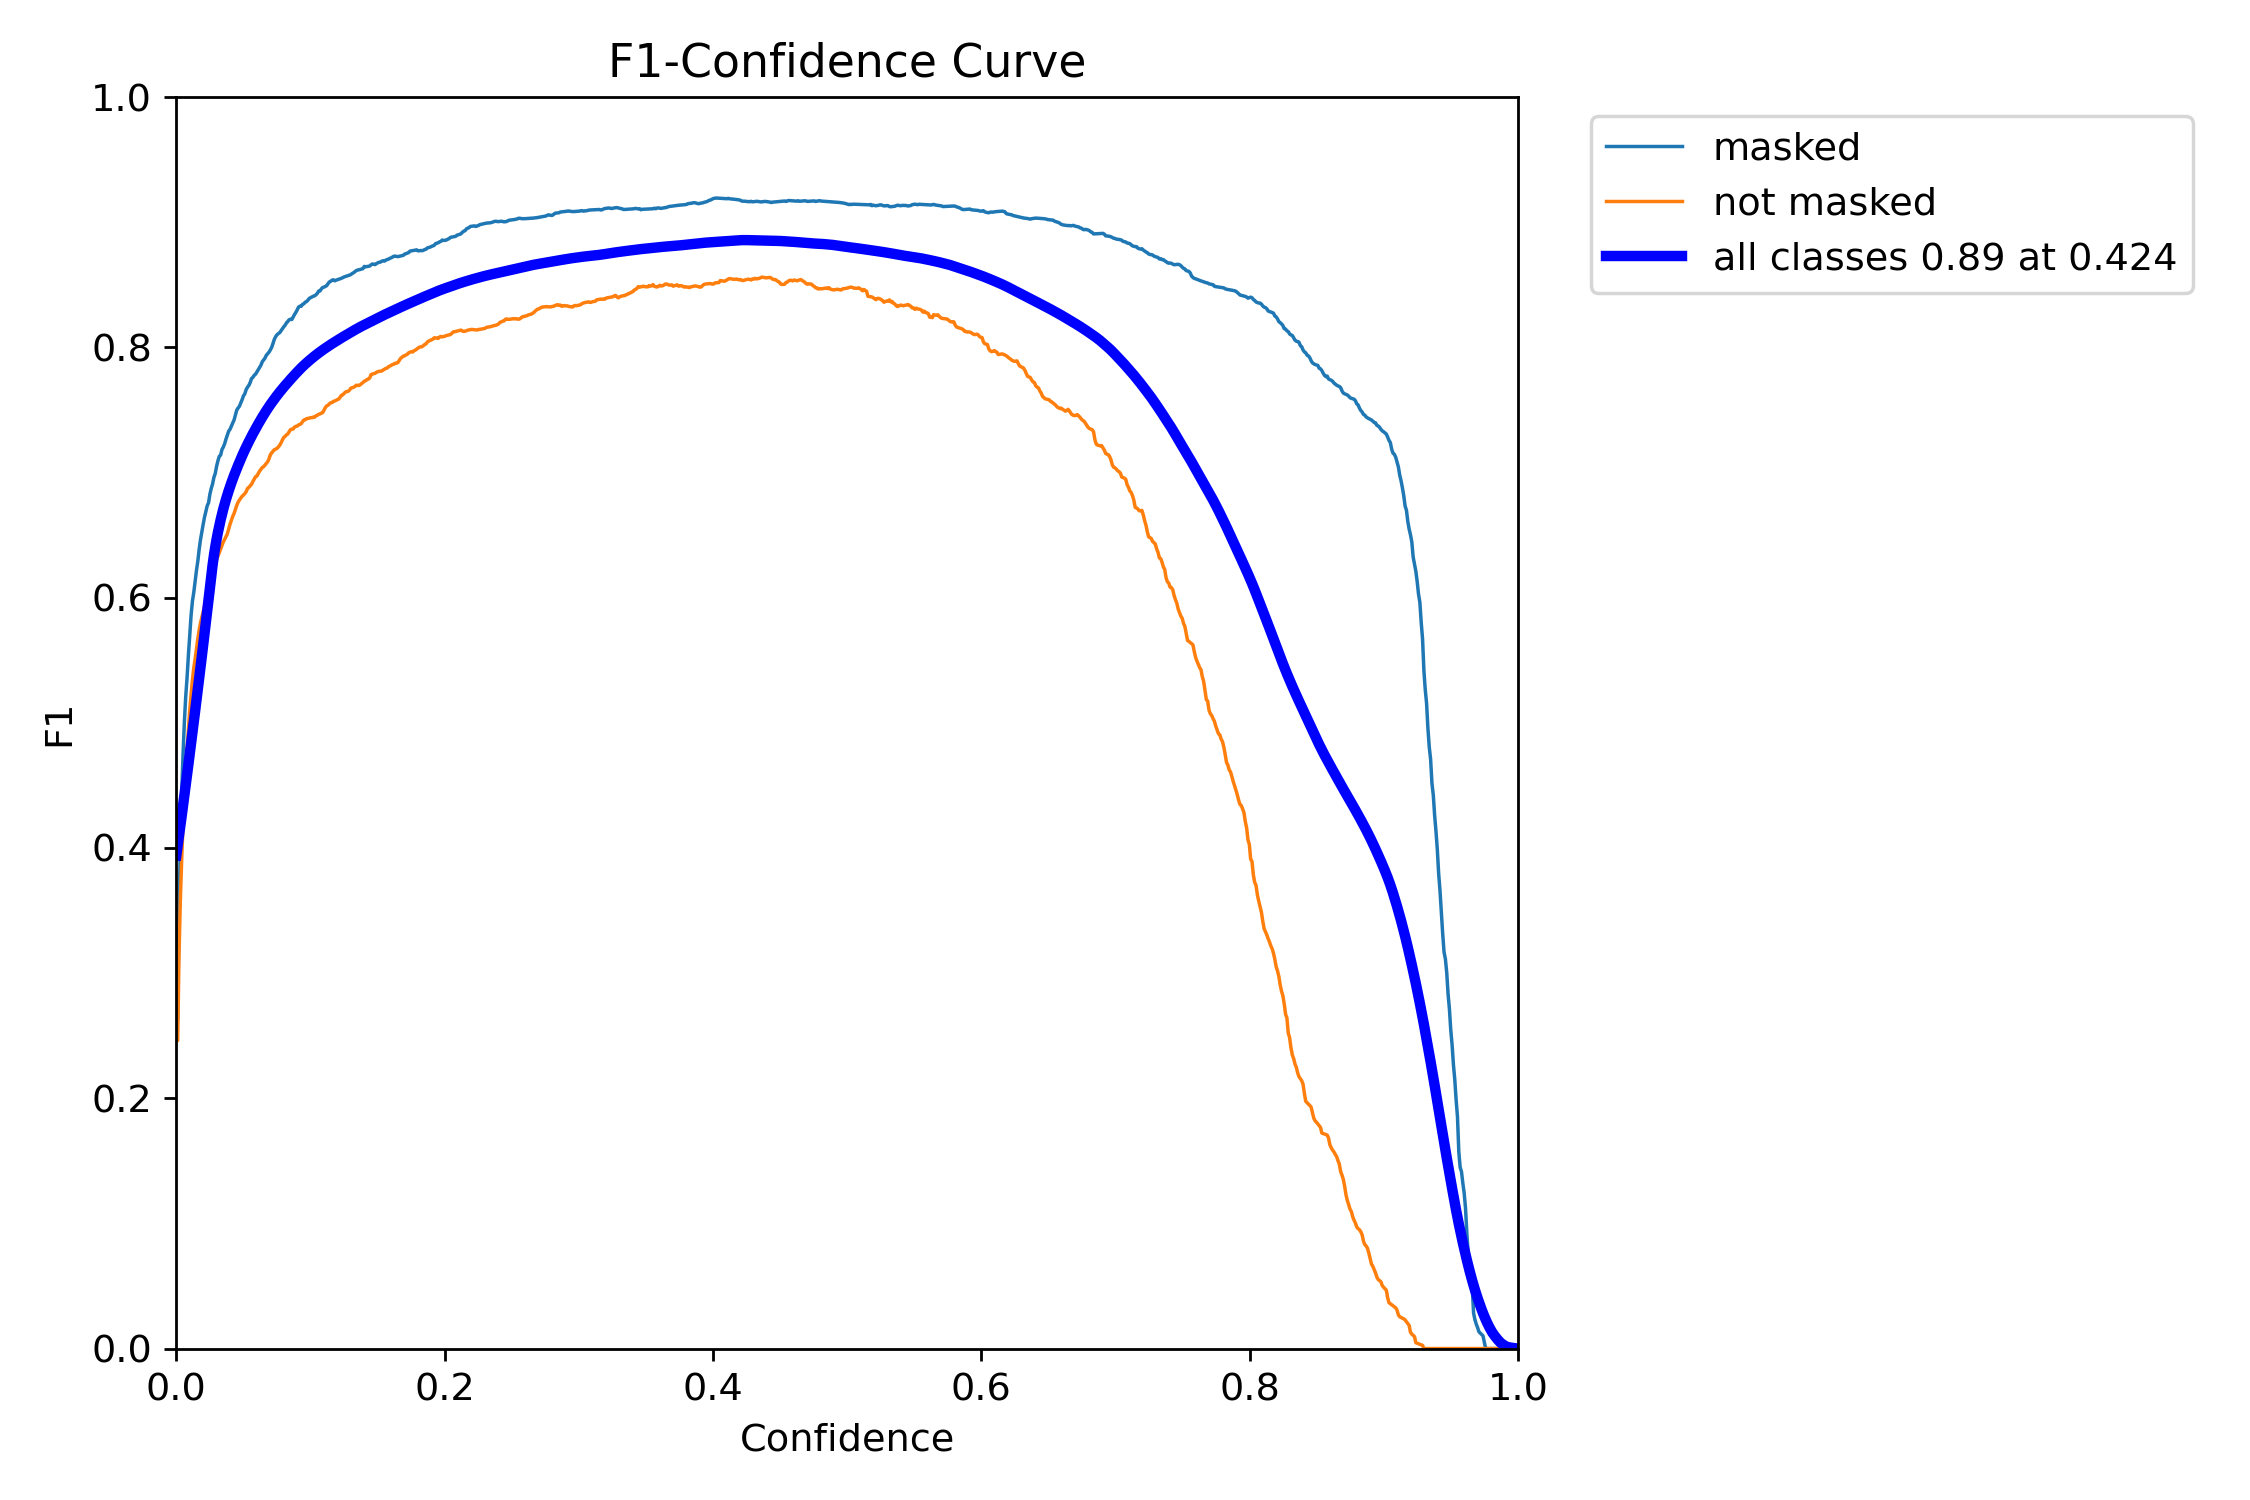 F1-Confidence Curve
1.0
0.8
0.6
0.4
0.2
0.0
F1
0.0 0.2 0.4 0.6 0.8 1.0
Confidence
masked
not masked
all classes 0.89 at 0.424